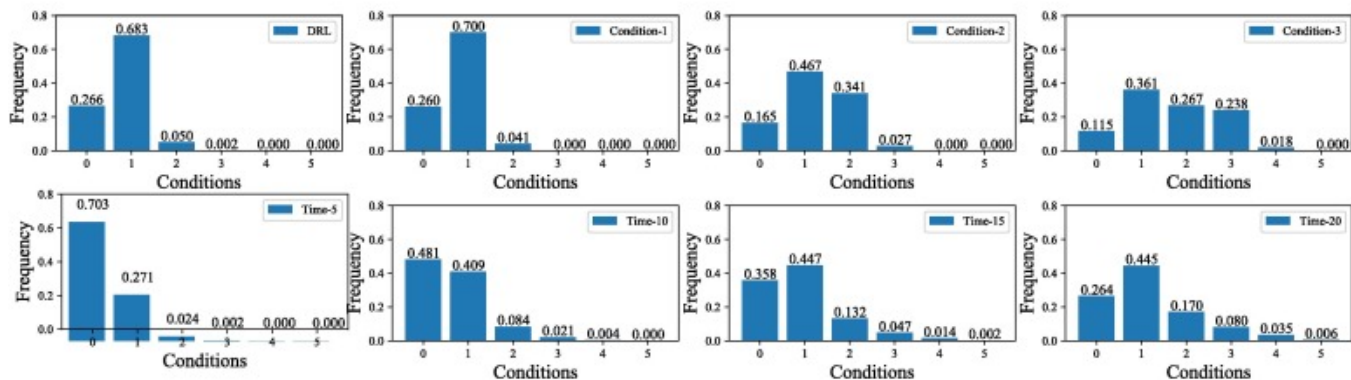 0.8
0.6
0.4
0.2
0.0
Frequency
DRL
0.266
0.683
0.050
0.002
0.000
0.000
0 1 2 3 4 5
Conditions
0.8
0.6
0.4
0.2
0.0
Frequency
Condition-1
0.260
0.700
0.041
0.000
0.000
0.000
0 1 2 3 4 5
Conditions
0.8
0.6
0.4
0.2
0.0
Frequency
Condition-2
0.165
0.467
0.341
0.027
0.000
0.000
0 1 2 3 4 5
Conditions
0.8
0.6
0.4
0.2
0.0
Frequency
Condition-3
0.115
0.361
0.267
0.238
0.018
0.000
0 1 2 3 4 5
Conditions
0.8
0.6
0.4
0.2
0.0
Frequency
Time-5
0.703
0.271
0.024
0.002
0.000
0.000
0 1 2 3 4 5
Conditions
0.8
0.6
0.4
0.2
0.0
Frequency
Time-10
0.481
0.409
0.084
0.021
0.004
0.000
0 1 2 3 4 5
Conditions
0.8
0.6
0.4
0.2
0.0
Frequency
Time-15
0.358
0.447
0.132
0.047
0.014
0.002
0 1 2 3 4 5
Conditions
0.8
0.6
0.4
0.2
0.0
Frequency
Time-20
0.264
0.445
0.170
0.080
0.035
0.006
0 1 2 3 4 5
Conditions